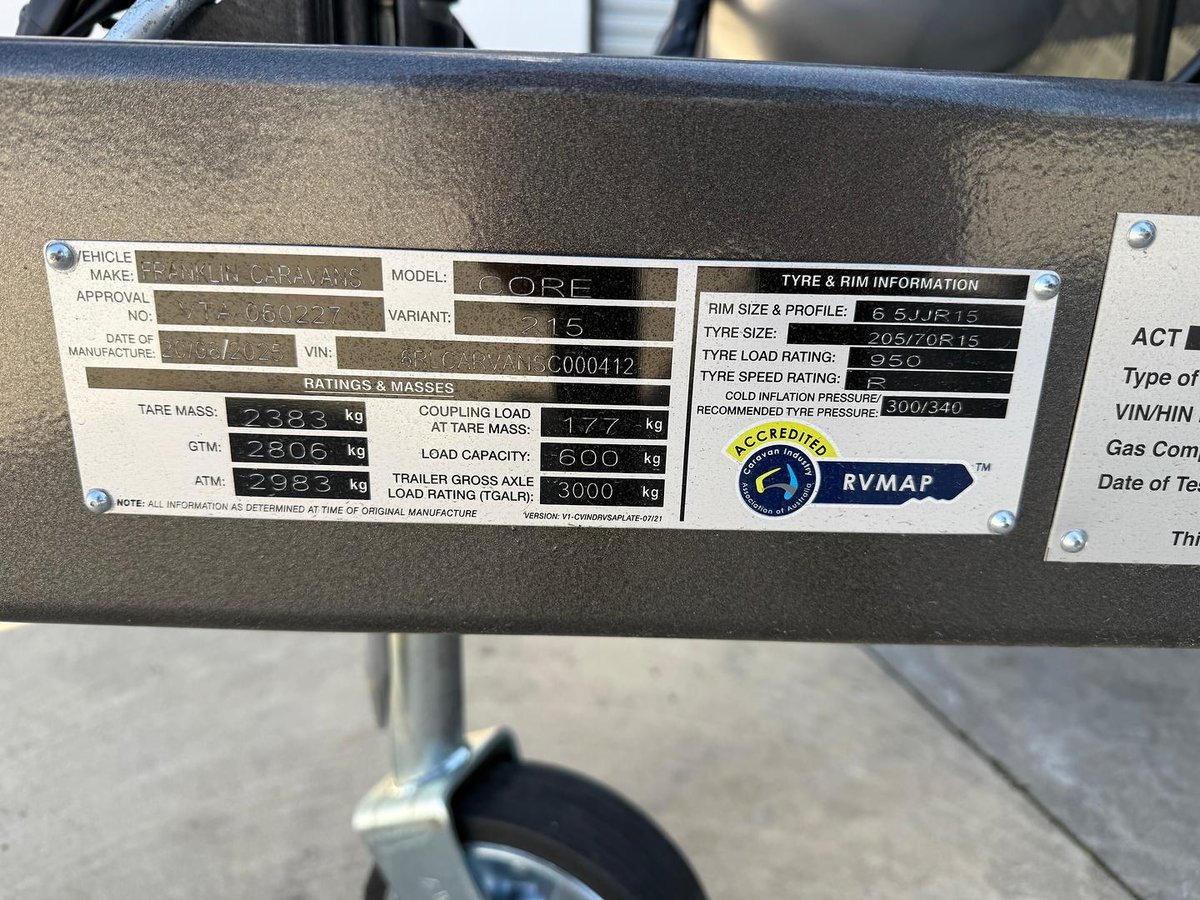 VEHICLE MAKE: FRANKLIN CARAVANS
MODEL: CORE
APPROVAL NO: VTA-060227
VARIANT: 215
DATE OF MANUFACTURE: 20/08/2025
VIN: 6RLCARVANSC000412
RATINGS & MASSES
TARE MASS: 2383 kg
COUPLING LOAD AT TARE MASS: 177 kg
GTM: 2806 kg
LOAD CAPACITY: 600 kg
ATM: 2983 kg
TRAILER GROSS AXLE LOAD RATING (TGALR): 3000 kg
NOTE: ALL INFORMATION AS DETERMINED AT TIME OF ORIGINAL MANUFACTURE
VERSION: V1-CVINDRVSAPLATE-07/21
TYRE & RIM INFORMATION
RIM SIZE & PROFILE: 6 5JJR15
TYRE SIZE: 205/70R15
TYRE LOAD RATING: 950
TYRE SPEED RATING: R
COLD INFLATION PRESSURE/
RECOMMENDED TYRE PRESSURE: 300/340
ACCREDITED
Caravan Industry
Association of Australia
RVMAP ™
ACT
Type of
VIN/HIN
Gas Comp
Date of Tes
Thi